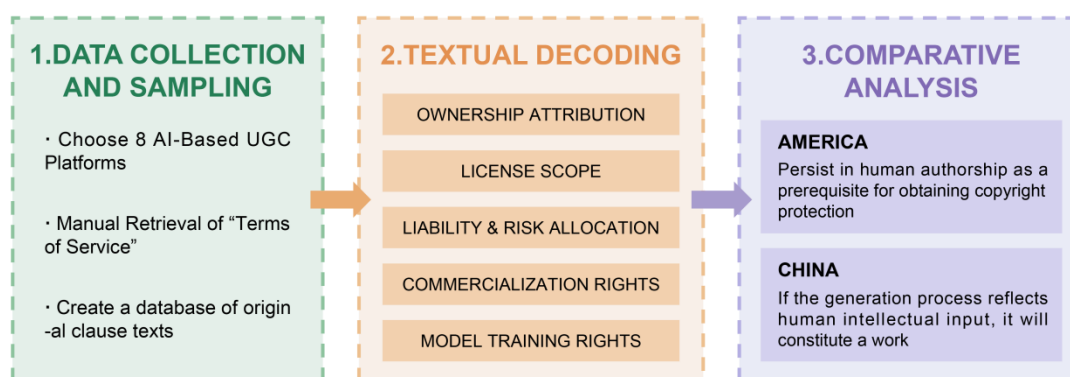 1.DATA COLLECTION
AND SAMPLING
· Choose 8 AI-Based UGC
Platforms
· Manual Retrieval of “Terms
of Service”
· Create a database of origin
-al clause texts
2.TEXTUAL DECODING
OWNERSHIP ATTRIBUTION
LICENSE SCOPE
LIABILITY & RISK ALLOCATION
COMMERCIALIZATION RIGHTS
MODEL TRAINING RIGHTS
3.COMPARATIVE
ANALYSIS
AMERICA
Persist in human authorship as a
prerequisite for obtaining copyright
protection
CHINA
If the generation process reflects
human intellectual input, it will
constitute a work